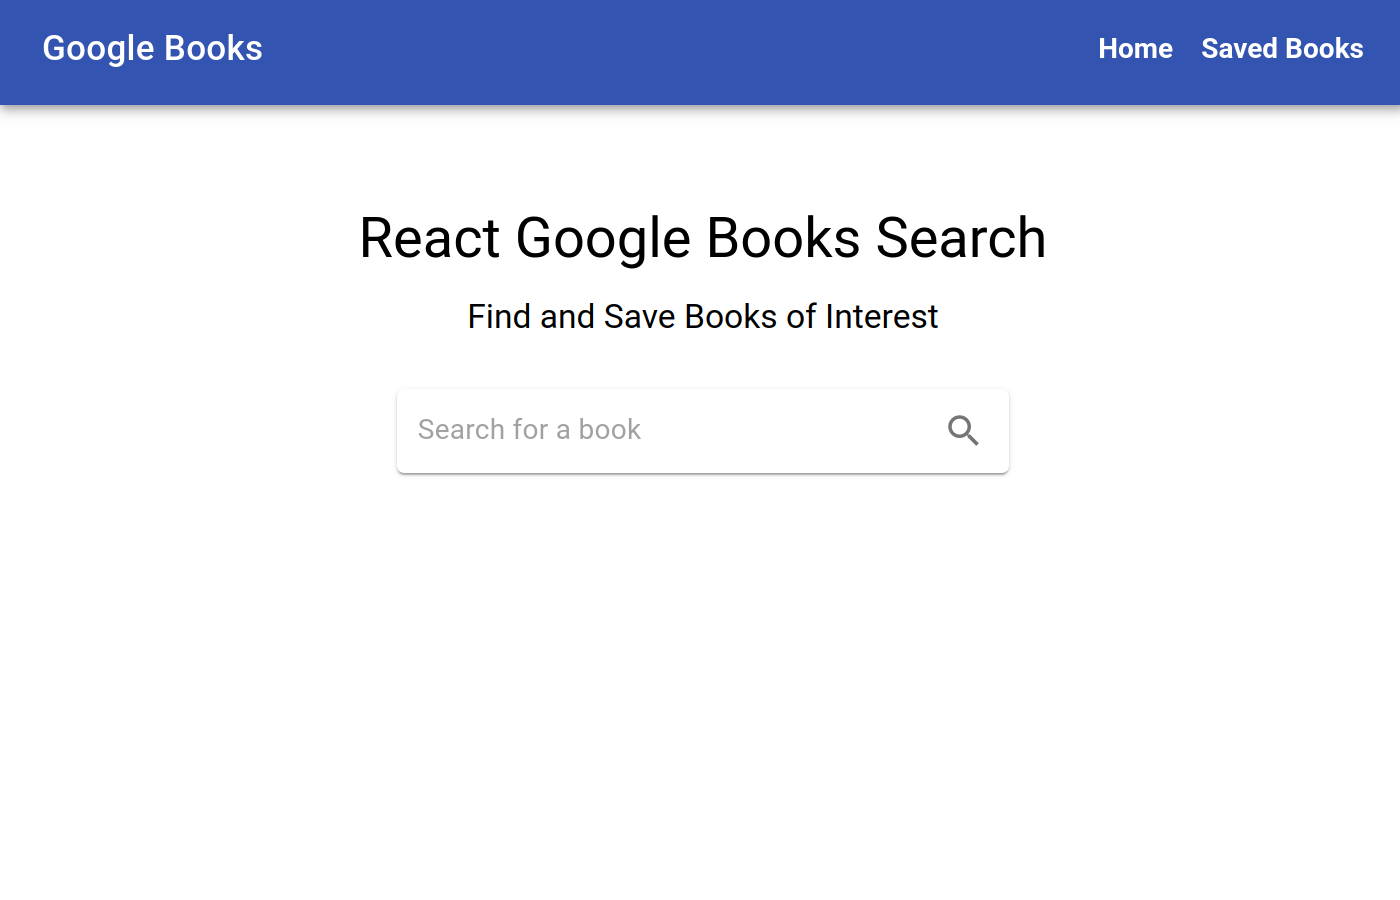 Google Books
Home Saved Books
React Google Books Search
Find and Save Books of Interest
Search for a book